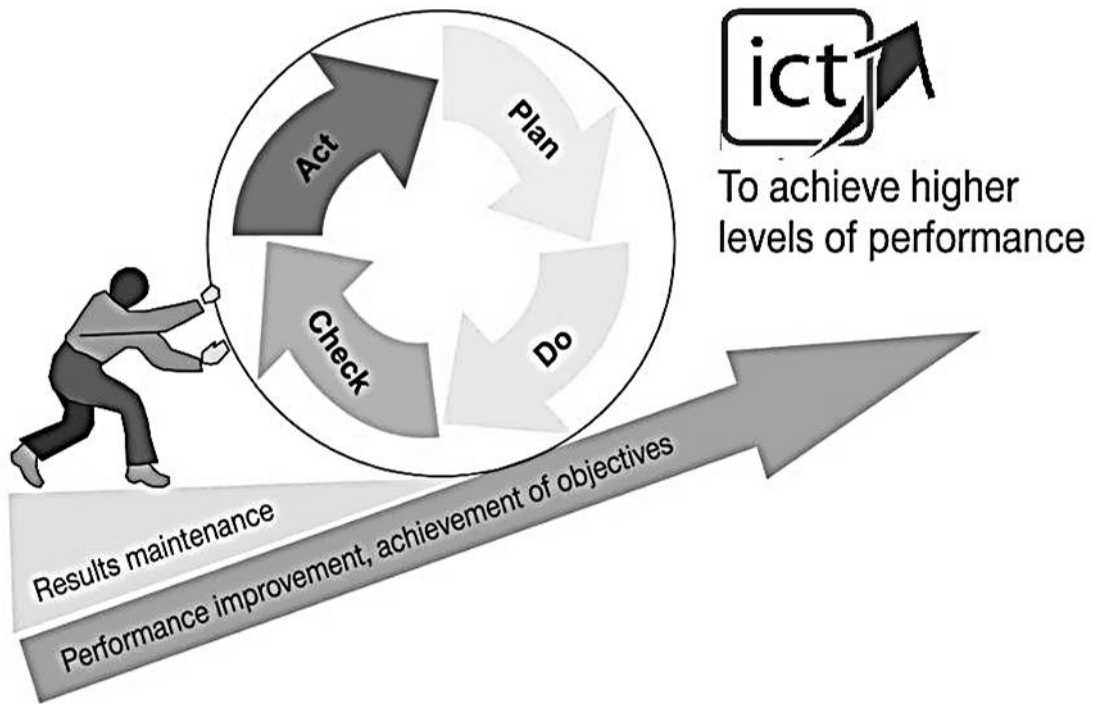 ict
To achieve higher
levels of performance
Act
Plan
Do
Check
Results maintenance
Performance improvement, achievement of objectives